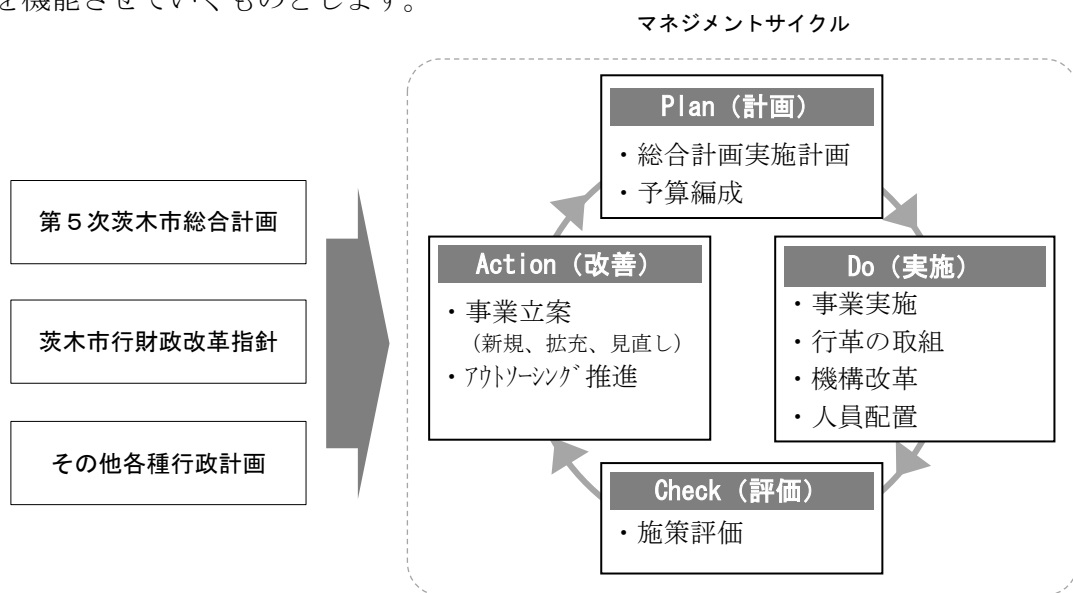 を機能させていくものとします。
マネジメントサイクル
第５次茨木市総合計画
茨木市行財政改革指針
その他各種行政計画
Plan（計画）
・総合計画実施計画
・予算編成
Do（実施）
・事業実施
・行革の取組
・機構改革
・人員配置
Check（評価）
・施策評価
Action（改善）
・事業立案
（新規、拡充、見直し）
・ｱｳﾄｿｰｼﾝｸﾞ推進